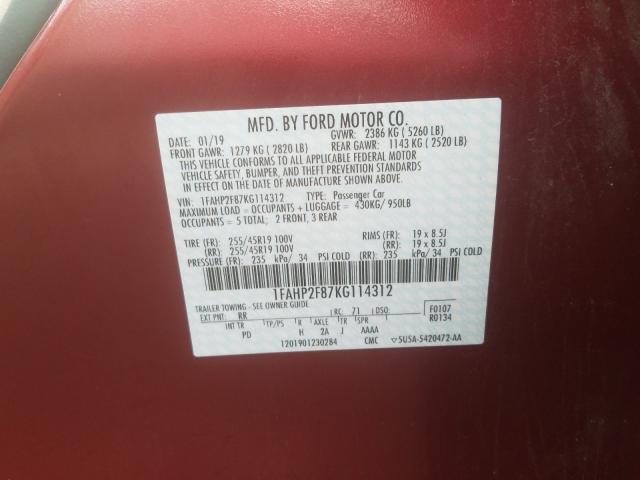 MFD. BY FORD MOTOR CO.
DATE: 01/19 GVWR: 2386 KG ( 5260 LB)
FRONT GAWR: 1279 KG ( 2820 LB) REAR GAWR: 1143 KG ( 2520 LB)
THIS VEHICLE CONFORMS TO ALL APPLICABLE FEDERAL MOTOR
VEHICLE SAFETY, BUMPER, AND THEFT PREVENTION STANDARDS
IN EFFECT ON THE DATE OF MANUFACTURE SHOWN ABOVE.
VIN: 1FAHP2F87KG114312 TYPE: Passenger Car
MAXIMUM LOAD = OCCUPANTS + LUGGAGE = 430KG/ 950LB
OCCUPANTS = 5 TOTAL; 2 FRONT, 3 REAR
TIRE (FR): 255/45R19 100V RIMS (FR): 19 x 8.5J
(RR): 255/45R19 100V (RR): 19 x 8.5J
PRESSURE (FR): 235 kPa/ 34 PSI COLD (RR): 235 kPa/ 34 PSI COLD
1FAHP2F87KG114312
TRAILER TOWING - SEE OWNER GUIDE
EXT PNT: RR RC: 71 DSO: F0107
INT TR TP/PS R AXLE TR SPR R0134
PD H 2A J AAAA
1201901230284 CMC ▽5U5A-5420472-AA